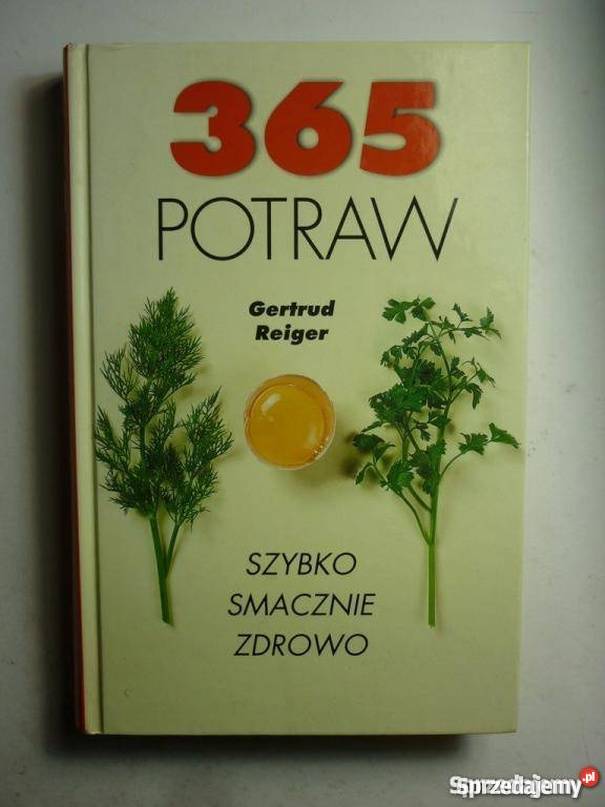 365
POTRAW
Gertrud
Reiger
SZYBKO
SMACZNIE
ZDROWO
Sprzedajemy.pl